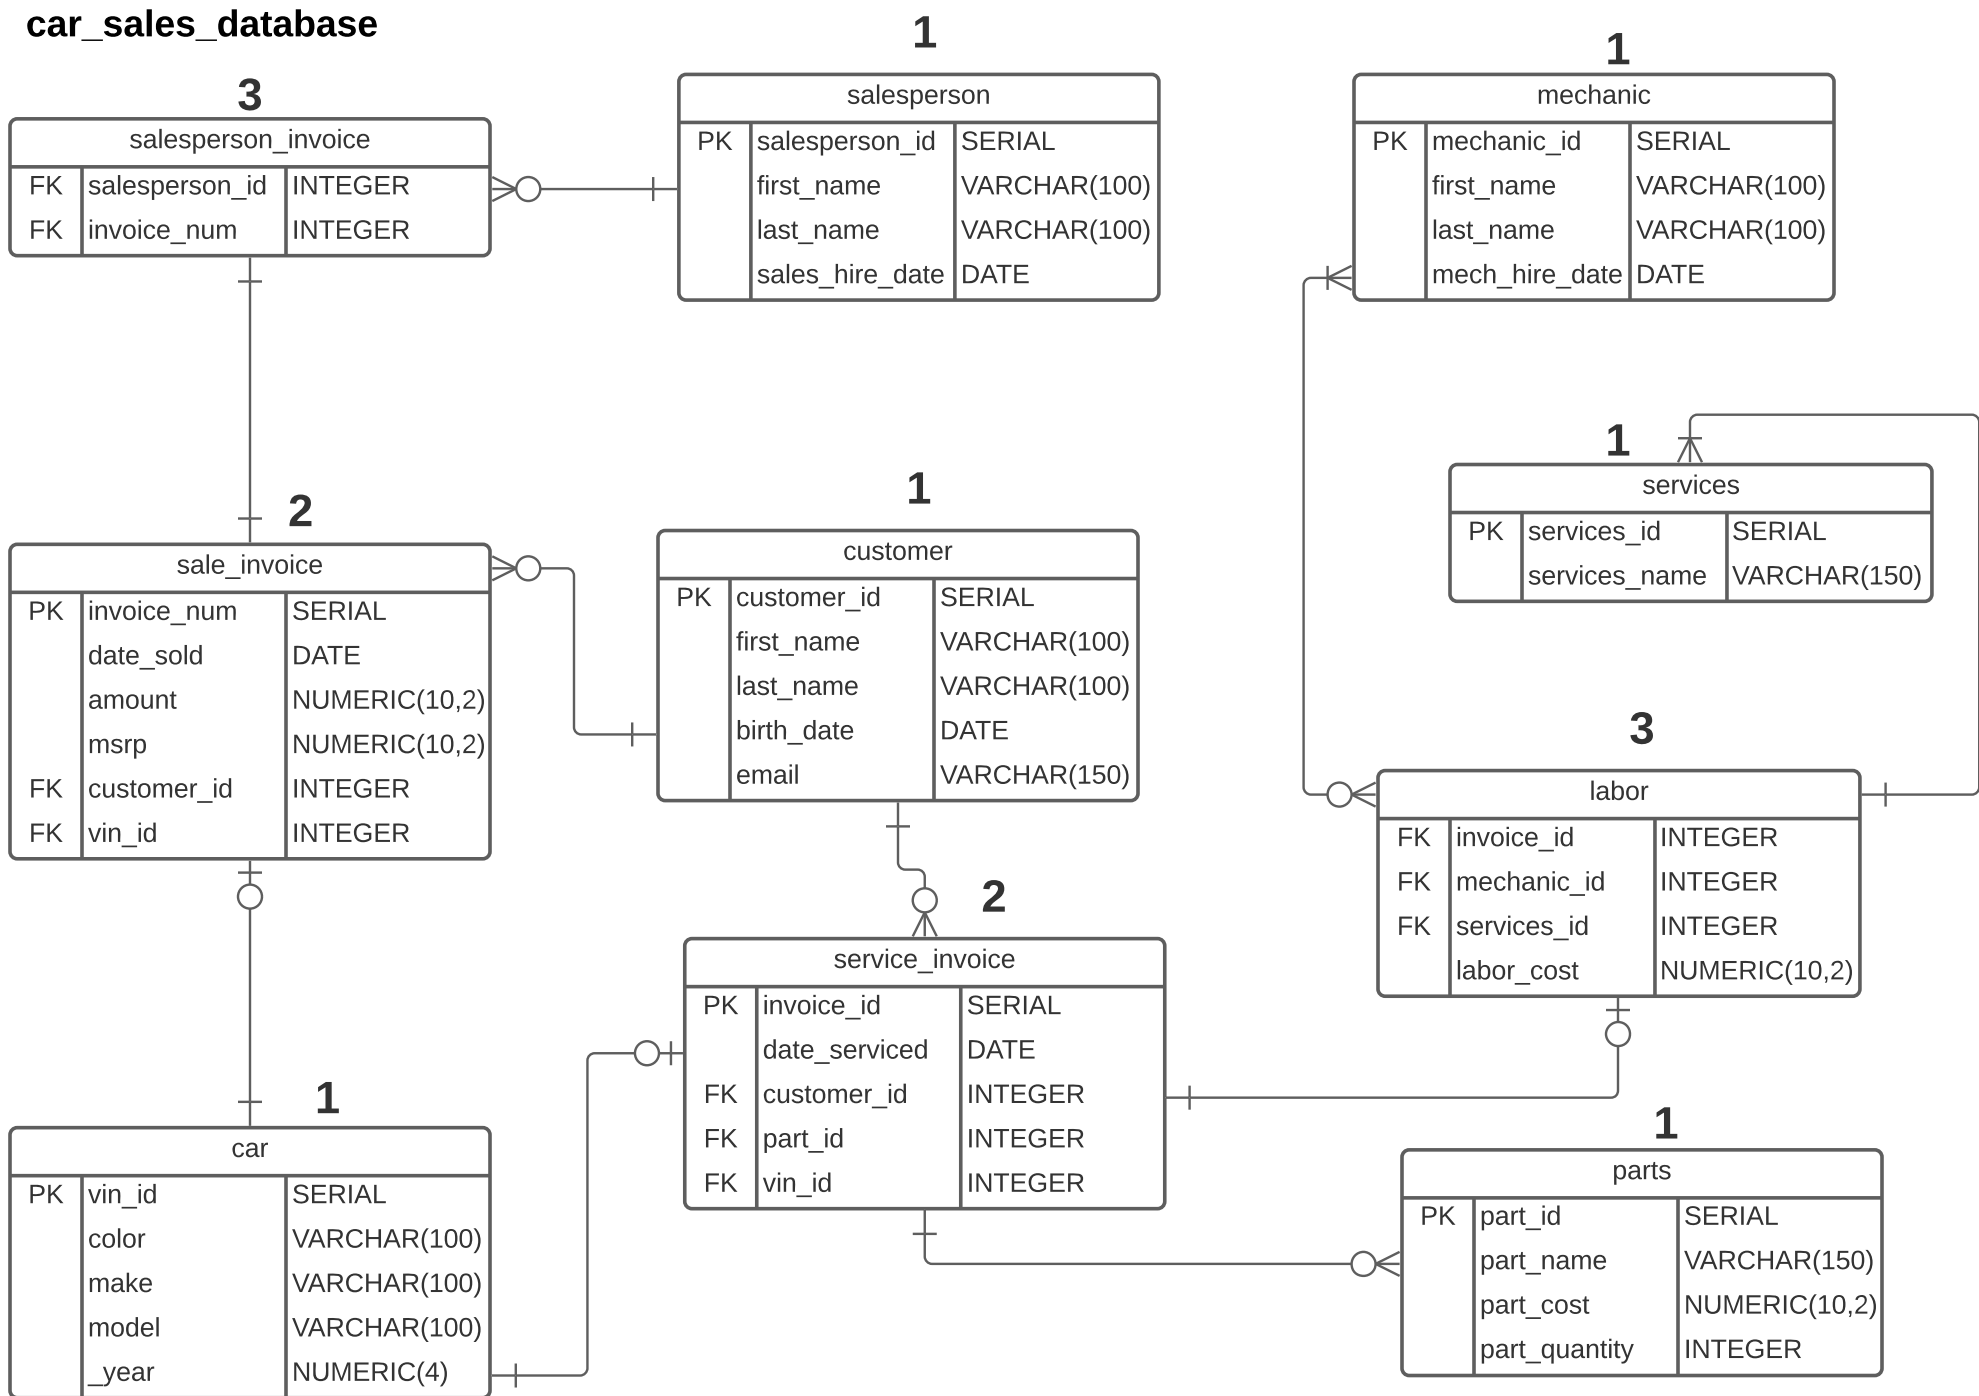 car_sales_database
3
salesperson_invoice
FK salesperson_id INTEGER
FK invoice_num INTEGER
1
salesperson
PK salesperson_id SERIAL
first_name VARCHAR(100)
last_name VARCHAR(100)
sales_hire_date DATE
1
mechanic
PK mechanic_id SERIAL
first_name VARCHAR(100)
last_name VARCHAR(100)
mech_hire_date DATE
2
sale_invoice
PK invoice_num SERIAL
date_sold DATE
amount NUMERIC(10,2)
msrp NUMERIC(10,2)
FK customer_id INTEGER
FK vin_id INTEGER
1
customer
PK customer_id SERIAL
first_name VARCHAR(100)
last_name VARCHAR(100)
birth_date DATE
email VARCHAR(150)
1
services
PK services_id SERIAL
services_name VARCHAR(150)
3
labor
FK invoice_id INTEGER
FK mechanic_id INTEGER
FK services_id INTEGER
labor_cost NUMERIC(10,2)
2
service_invoice
PK invoice_id SERIAL
date_serviced DATE
FK customer_id INTEGER
FK part_id INTEGER
FK vin_id INTEGER
1
car
PK vin_id SERIAL
color VARCHAR(100)
make VARCHAR(100)
model VARCHAR(100)
_year NUMERIC(4)
1
parts
PK part_id SERIAL
part_name VARCHAR(150)
part_cost NUMERIC(10,2)
part_quantity INTEGER